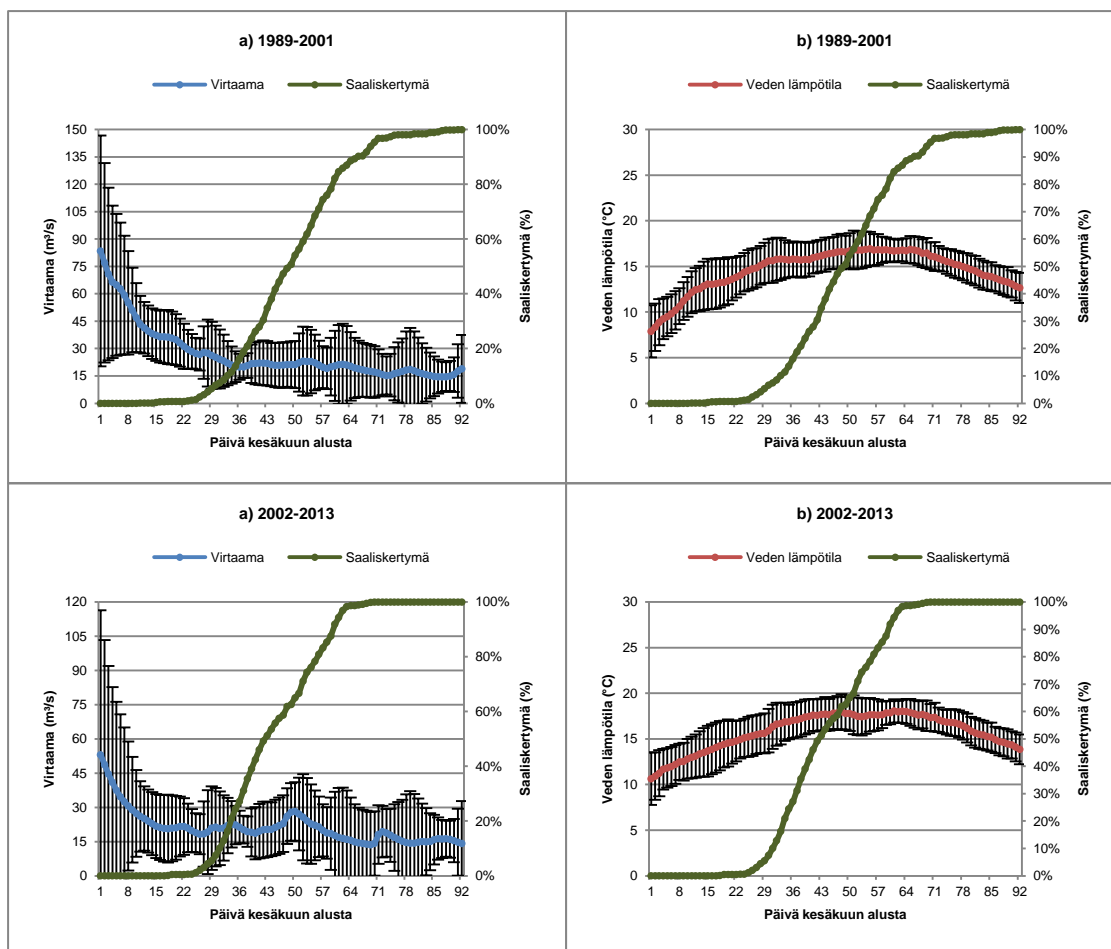 a) 1989-2001
Virtaama
Saaliskertymä
150
135
120
105
90
75
60
45
30
15
0
100%
80%
60%
40%
20%
0%
Virtaama (m³/s)
Saaliskertymä (%)
1 8 15 22 29 36 43 50 57 64 71 78 85 92
Päivä kesäkuun alusta
b) 1989-2001
Veden lämpötila
Saaliskertymä
30
25
20
15
10
5
0
100%
90%
80%
70%
60%
50%
40%
30%
20%
10%
0%
Veden lämpötila (°C)
Saaliskertymä (%)
1 8 15 22 29 36 43 50 57 64 71 78 85 92
Päivä kesäkuun alusta
a) 2002-2013
Virtaama
Saaliskertymä
120
105
90
75
60
45
30
15
0
100%
80%
60%
40%
20%
0%
Virtaama (m³/s)
Saaliskertymä (%)
1 8 15 22 29 36 43 50 57 64 71 78 85 92
Päivä kesäkuun alusta
b) 2002-2013
Veden lämpötila
Saaliskertymä
30
25
20
15
10
5
0
100%
90%
80%
70%
60%
50%
40%
30%
20%
10%
0%
Veden lämpötila (°C)
Saaliskertymä (%)
1 8 15 22 29 36 43 50 57 64 71 78 85 92
Päivä kesäkuun alusta